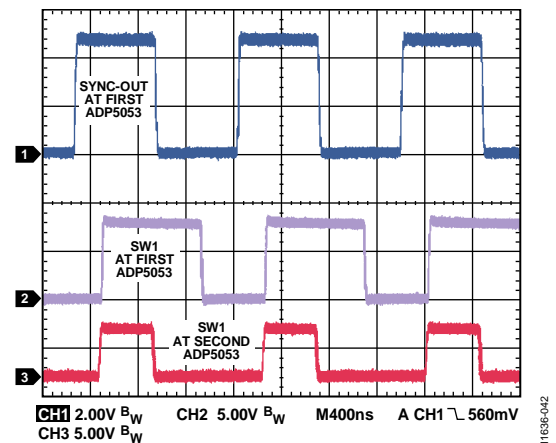 SYNC-OUT
AT FIRST
ADP5053
1
SW1
AT FIRST
ADP5053
2
SW1
AT SECOND
ADP5053
3
CH1 2.00V BW CH2 5.00V BW M400ns A CH1 560mV
CH3 5.00V BW
11636-042